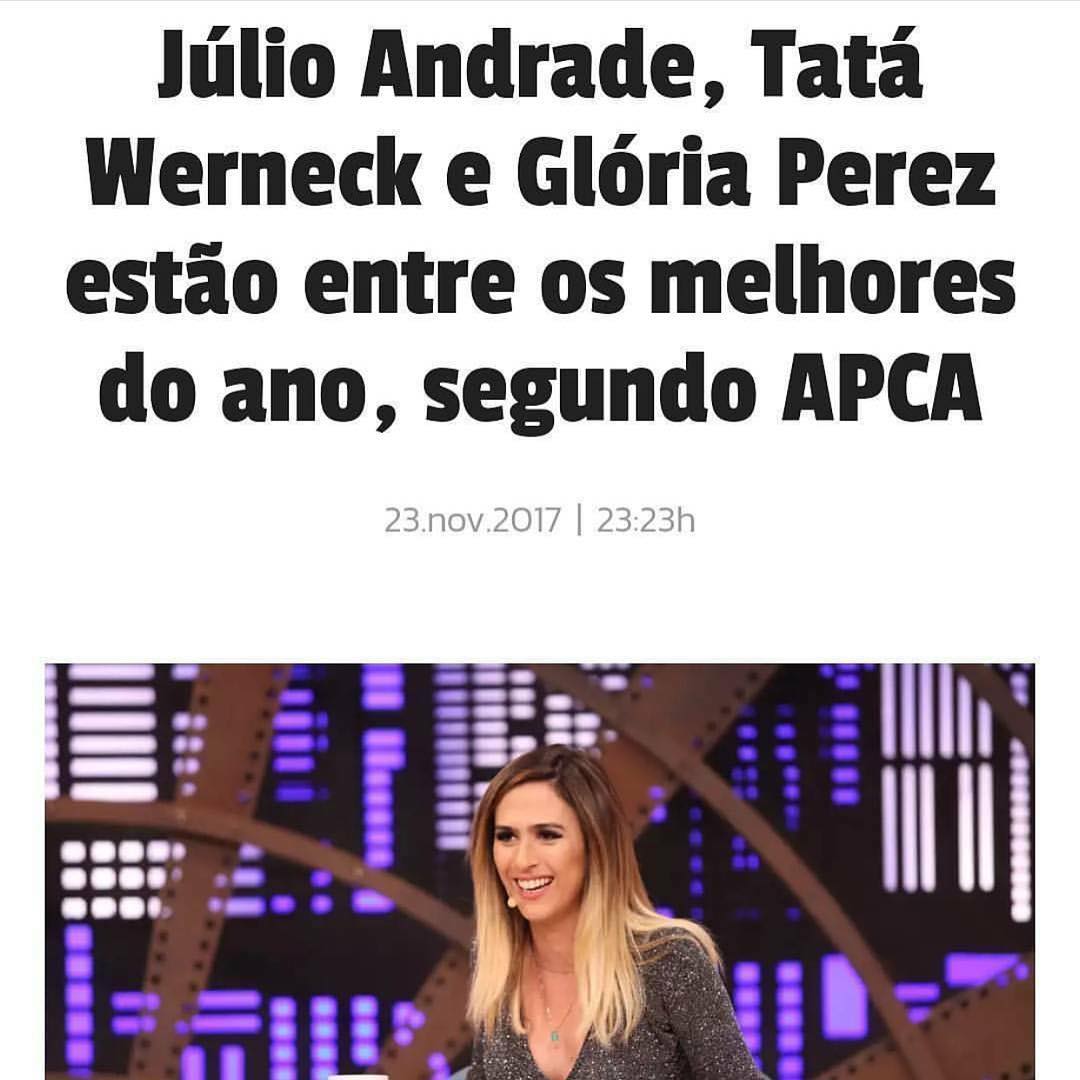 Júlio Andrade, Tatá
Werneck e Glória Perez
estão entre os melhores
do ano, segundo APCA
23.nov.2017 | 23:23h